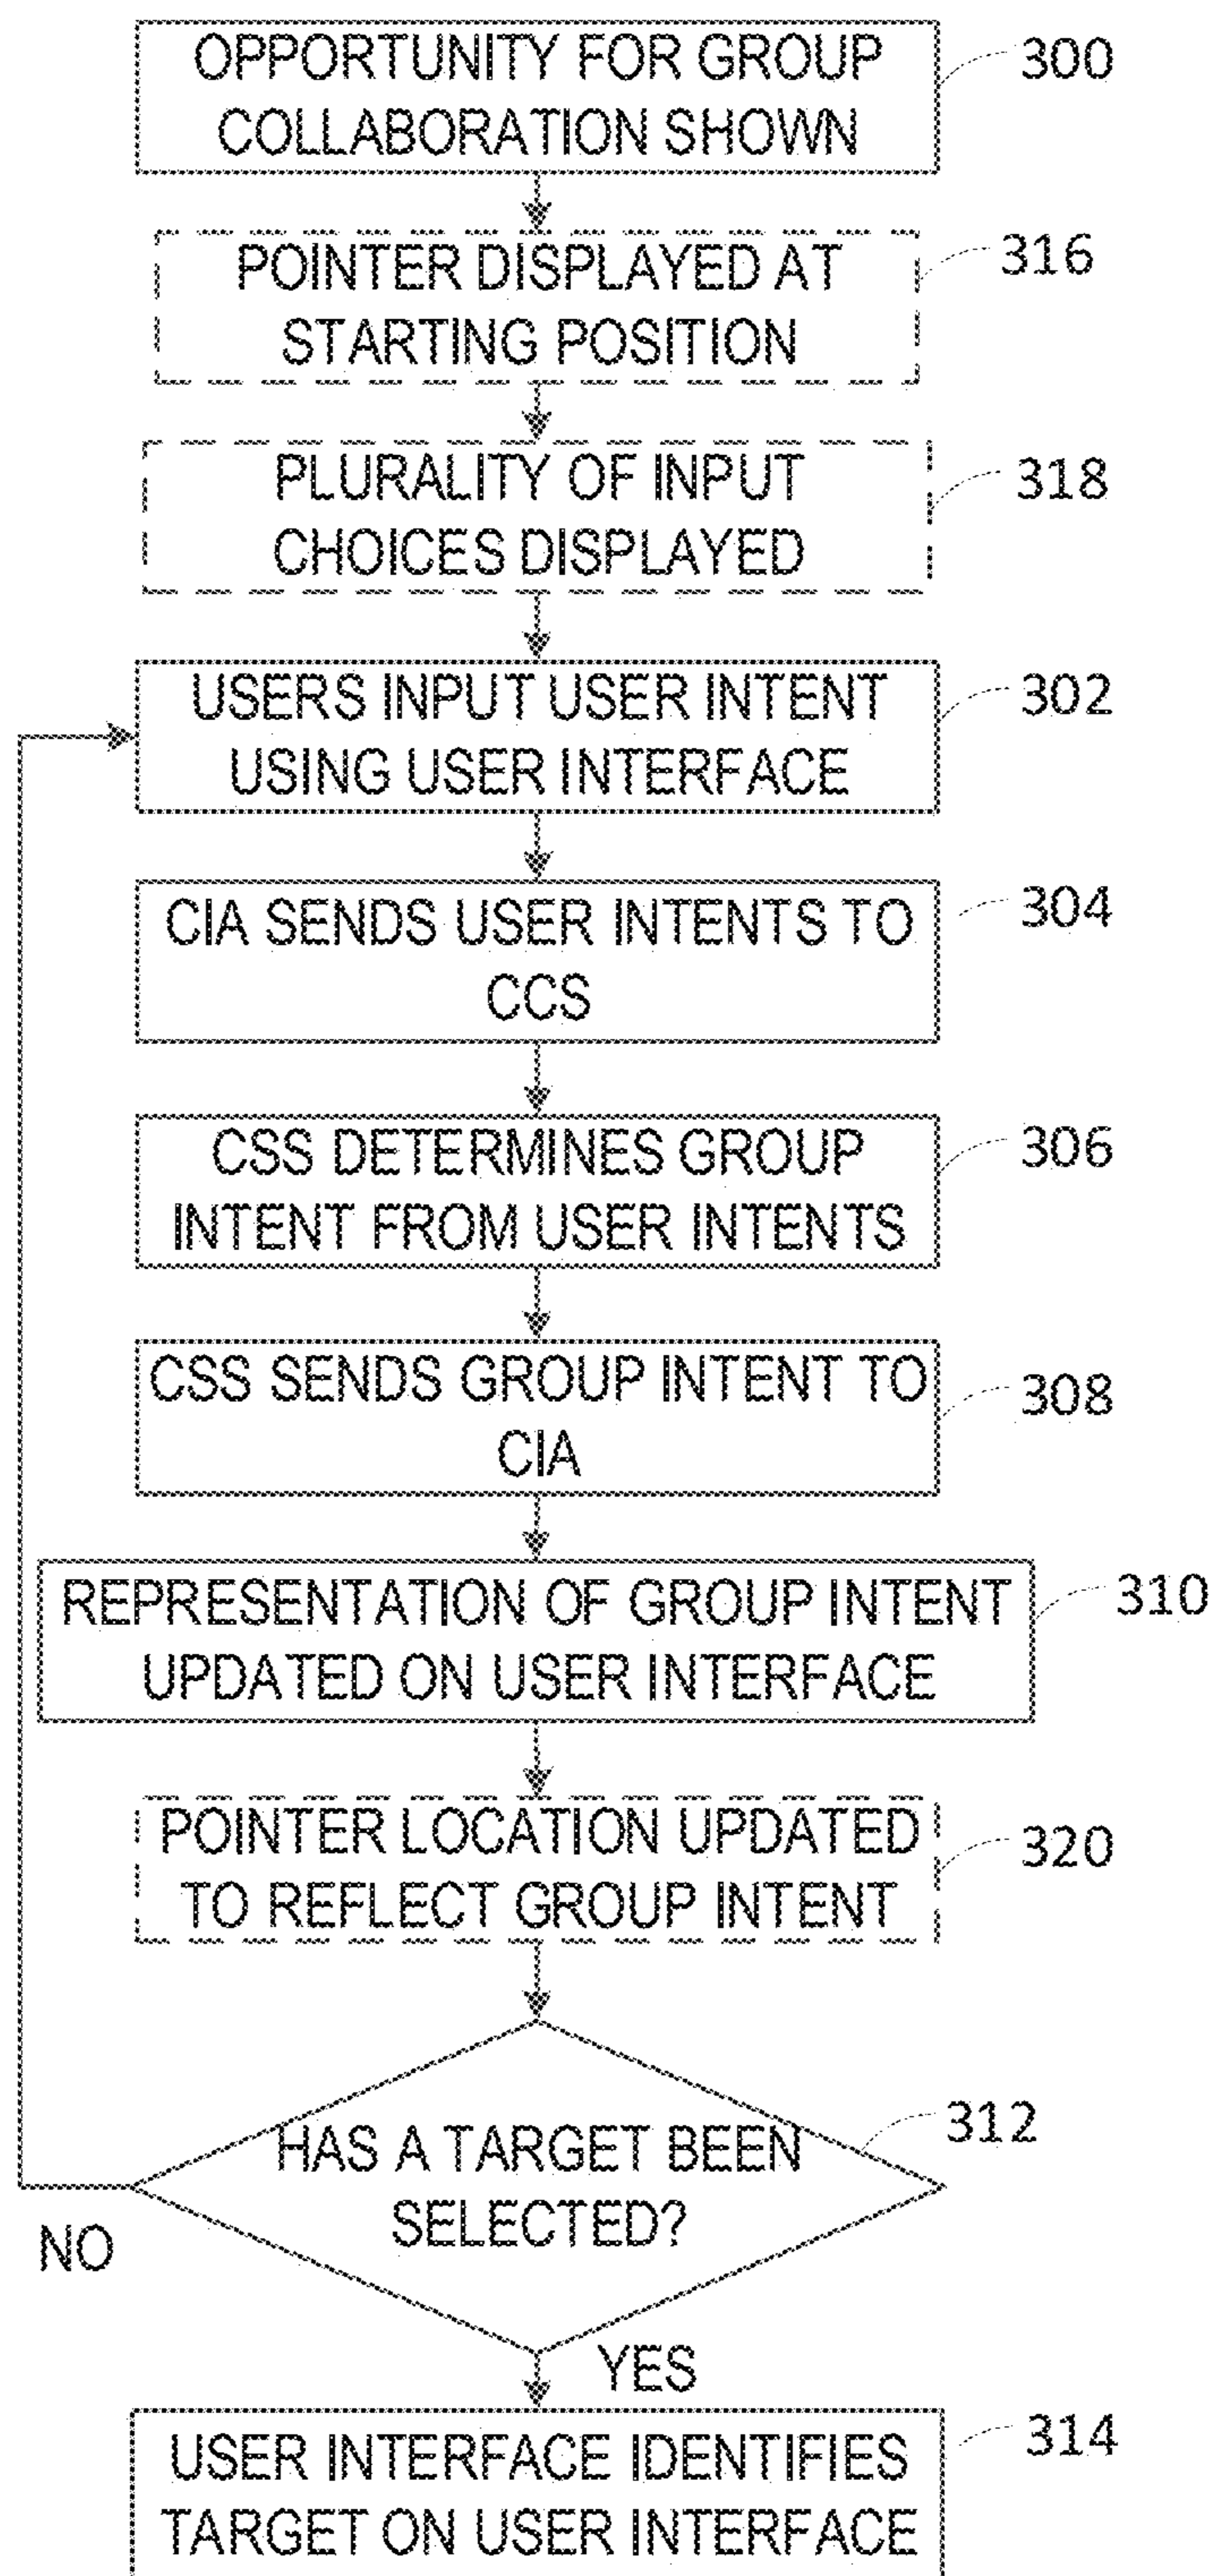 OPPORTUNITY FOR GROUP
COLLABORATION SHOWN
300
POINTER DISPLAYED AT
STARTING POSITION
316
PLURALITY OF INPUT
CHOICES DISPLAYED
318
USERS INPUT USER INTENT
USING USER INTERFACE
302
CIA SENDS USER INTENTS TO
CCS
304
CSS DETERMINES GROUP
INTENT FROM USER INTENTS
306
CSS SENDS GROUP INTENT TO
CIA
308
REPRESENTATION OF GROUP INTENT
UPDATED ON USER INTERFACE
310
POINTER LOCATION UPDATED
TO REFLECT GROUP INTENT
320
HAS A TARGET BEEN
SELECTED?
312
NO
YES
USER INTERFACE IDENTIFIES
TARGET ON USER INTERFACE
314